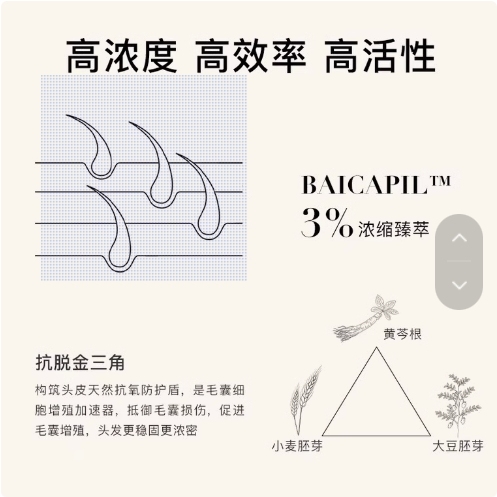 高浓度 高效率 高活性
BAICAPIL™
3% 浓缩臻萃
抗脱金三角
构筑头皮天然抗氧防护盾，是毛囊细
胞增殖加速器，抵御毛囊损伤，促进
毛囊增殖，头发更稳固更浓密
黄芩根
小麦胚芽
大豆胚芽